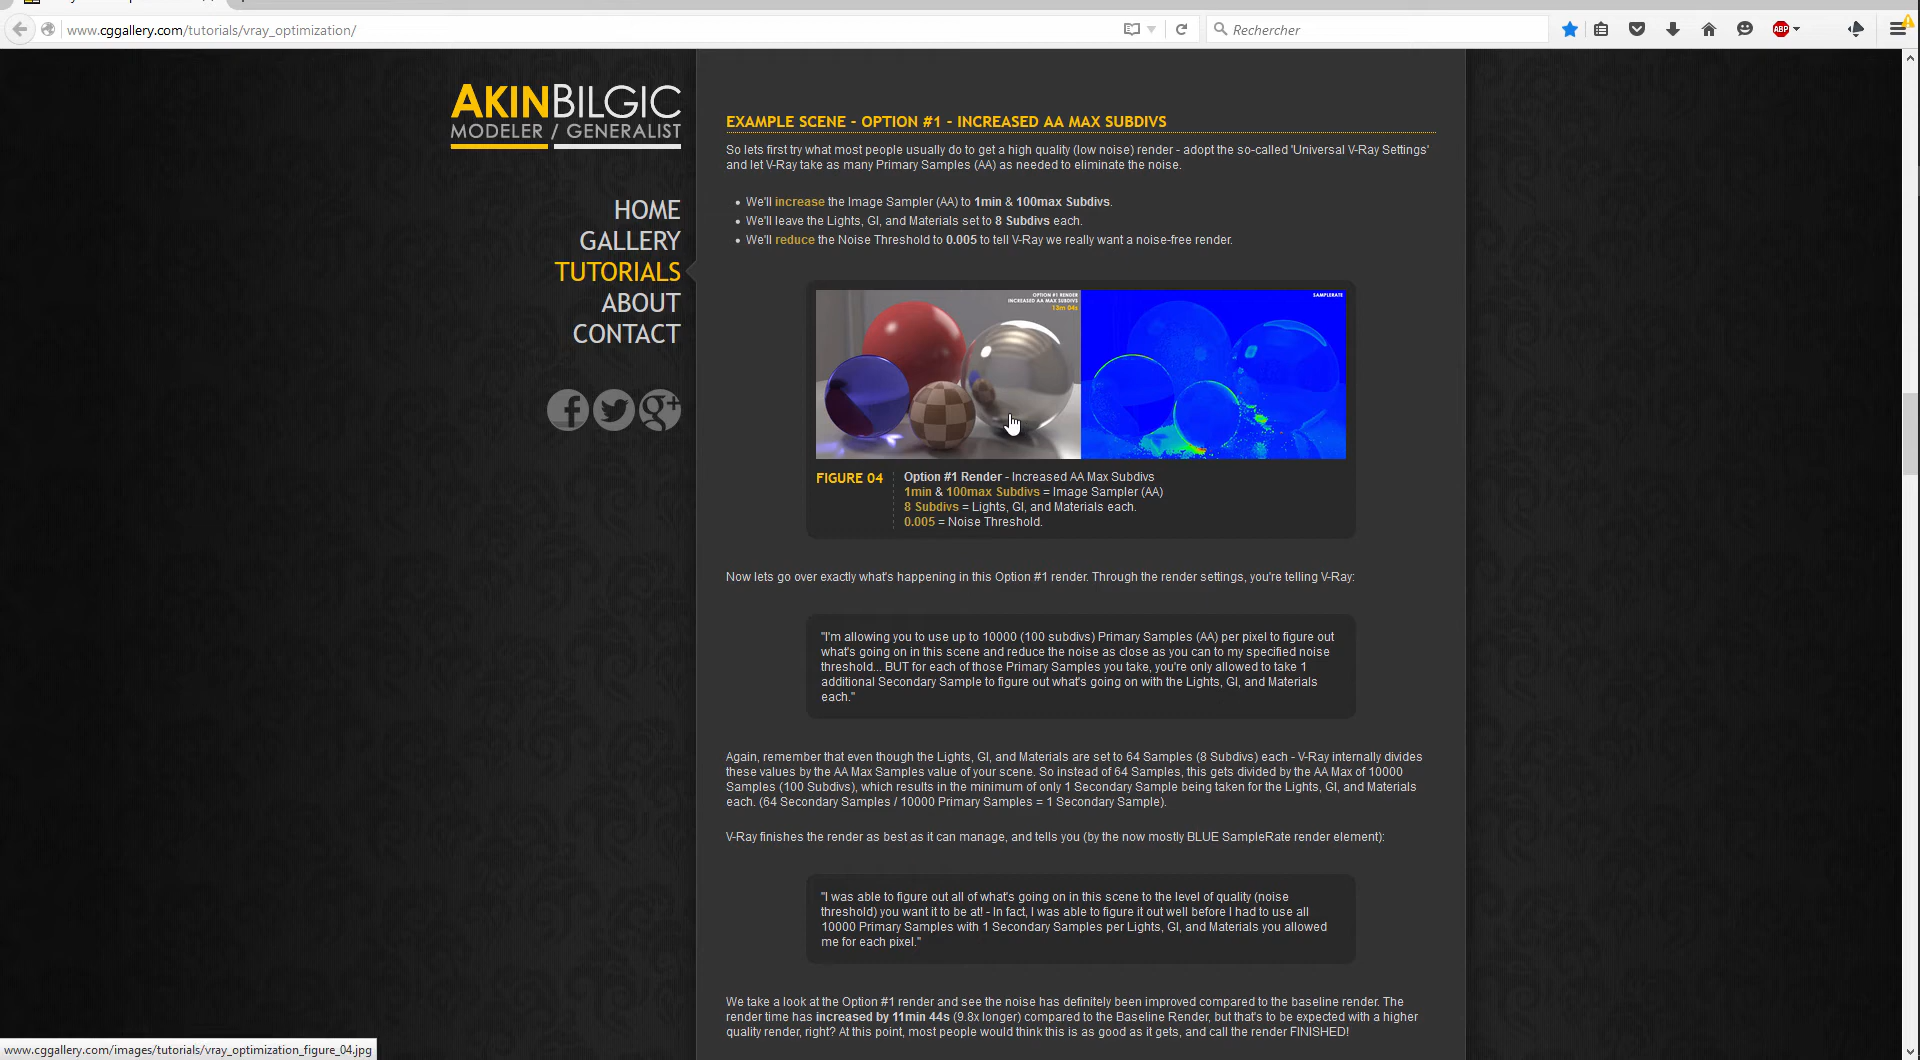 www.cggallery.com/tutorials/vray_optimization/
Rechercher
ABP
AKINBILGIC
MODELER / GENERALIST
HOME
GALLERY
TUTORIALS
ABOUT
CONTACT
EXAMPLE SCENE - OPTION #1 - INCREASED AA MAX SUBDIVS
So lets first try what most people usually do to get a high quality (low noise) render - adopt the so-called 'Universal V-Ray Settings'
and let V-Ray take as many Primary Samples (AA) as needed to eliminate the noise.
• We'll increase the Image Sampler (AA) to 1min & 100max Subdivs.
• We'll leave the Lights, GI, and Materials set to 8 Subdivs each.
• We'll reduce the Noise Threshold to 0.005 to tell V-Ray we really want a noise-free render.
OPTION #1 RENDER
INCREASED AA MAX SUBDIVS
13m 04s
SAMPLERATE
FIGURE 04
Option #1 Render - Increased AA Max Subdivs
1min & 100max Subdivs = Image Sampler (AA)
8 Subdivs = Lights, GI, and Materials each.
0.005 = Noise Threshold.
Now lets go over exactly what's happening in this Option #1 render. Through the render settings, you're telling V-Ray:
"I'm allowing you to use up to 10000 (100 subdivs) Primary Samples (AA) per pixel to figure out
what's going on in this scene and reduce the noise as close as you can to my specified noise
threshold... BUT for each of those Primary Samples you take, you're only allowed to take 1
additional Secondary Sample to figure out what's going on with the Lights, GI, and Materials
each."
Again, remember that even though the Lights, GI, and Materials are set to 64 Samples (8 Subdivs) each - V-Ray internally divides
these values by the AA Max Samples value of your scene. So instead of 64 Samples, this gets divided by the AA Max of 10000
Samples (100 Subdivs), which results in the minimum of only 1 Secondary Sample being taken for the Lights, GI, and Materials
each. (64 Secondary Samples / 10000 Primary Samples = 1 Secondary Sample).
V-Ray finishes the render as best as it can manage, and tells you (by the now mostly BLUE SampleRate render element):
"I was able to figure out all of what's going on in this scene to the level of quality (noise
threshold) you want it to be at! - In fact, I was able to figure it out well before I had to use all
10000 Primary Samples with 1 Secondary Samples per Lights, GI, and Materials you allowed
me for each pixel."
We take a look at the Option #1 render and see the noise has definitely been improved compared to the baseline render. The
render time has increased by 11min 44s (9.8x longer) compared to the Baseline Render, but that's to be expected with a higher
quality render, right? At this point, most people would think this is as good as it gets, and call the render FINISHED!
www.cggallery.com/images/tutorials/vray_optimization_figure_04.jpg